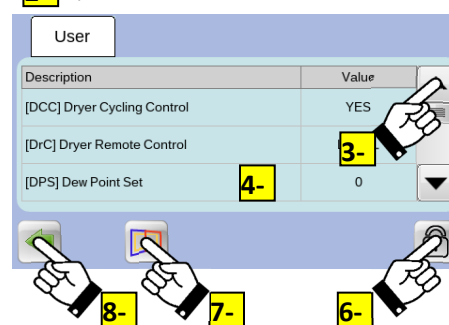 User
Description Value
[DCC] Dryer Cycling Control YES
[DrC] Dryer Remote Control
3-
[DPS] Dew Point Set 4- 0
8- 7- 6-